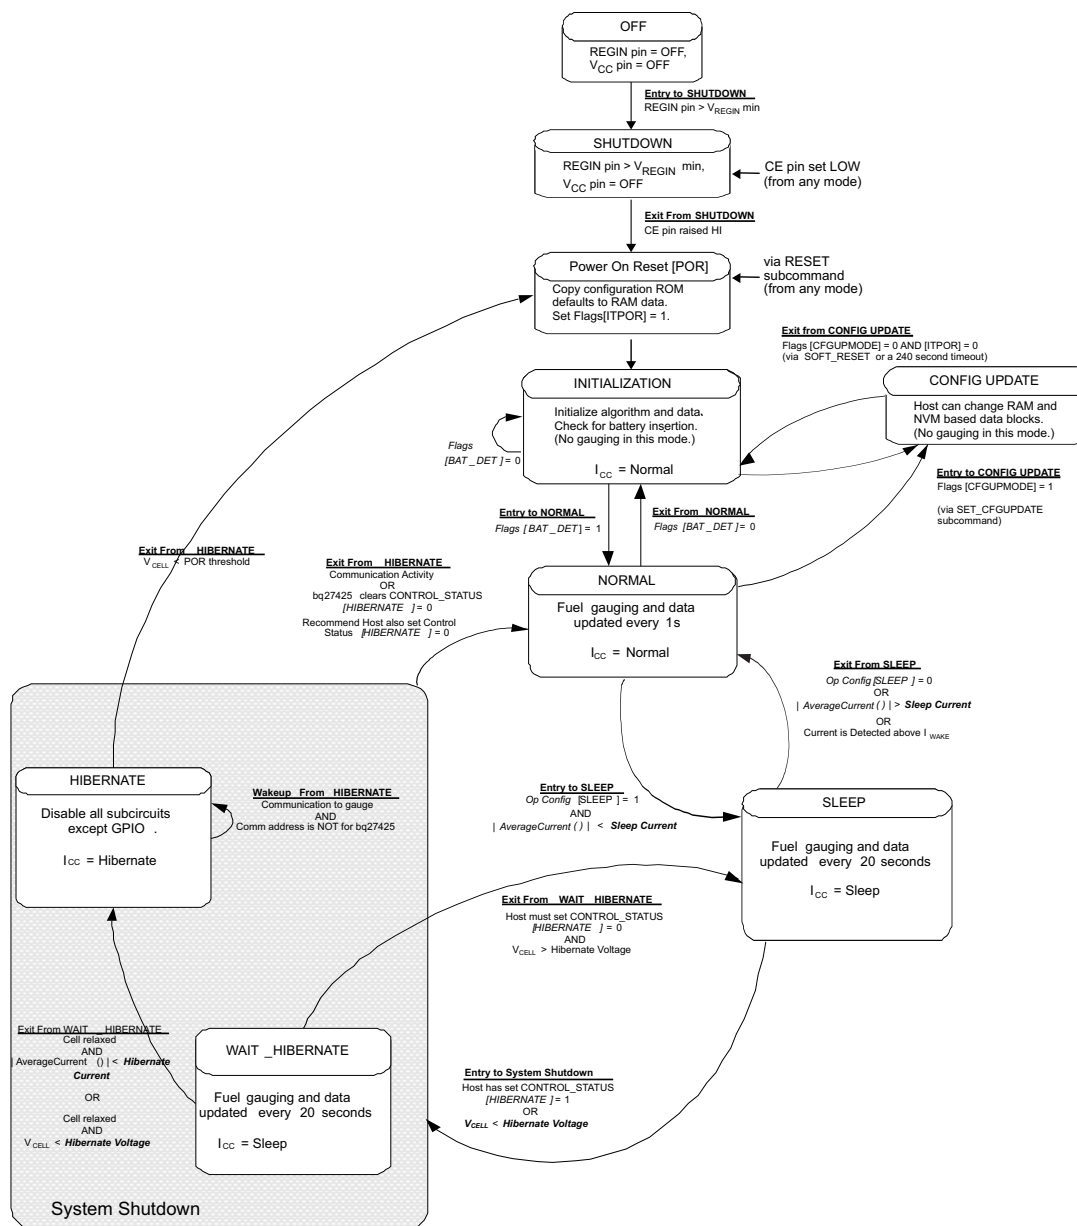 OFF
REGIN pin = OFF,
VCC pin = OFF
Entry to SHUTDOWN
REGIN pin > VREGIN min
SHUTDOWN
REGIN pin > VREGIN min,
VCC pin = OFF
CE pin set LOW
(from any mode)
Exit From SHUTDOWN
CE pin raised HI
Power On Reset [POR]
Copy configuration ROM
defaults to RAM data.
Set Flags[ITPOR] = 1.
via RESET
subcommand
(from any mode)
Exit from CONFIG UPDATE
Flags [CFGUPMODE] = 0 AND [ITPOR] = 0
(via SOFT_RESET or a 240 second timeout)
INITIALIZATION
Initialize algorithm and data.
Check for battery insertion.
(No gauging in this mode.)
ICC = Normal
Flags
[BAT_DET] = 0
CONFIG UPDATE
Host can change RAM and
NVM based data blocks.
(No gauging in this mode.)
Entry to CONFIG UPDATE
Flags [CFGUPMODE] = 1
(via SET_CFGUPDATE
subcommand)
Entry to NORMAL
Flags [BAT_DET] = 1
Exit From NORMAL
Flags [BAT_DET] = 0
Exit From HIBERNATE
VCELL < POR threshold
Exit From HIBERNATE
Communication Activity
OR
bq27425 clears CONTROL_STATUS
[HIBERNATE] = 0
Recommend Host also set Control
Status [HIBERNATE] = 0
NORMAL
Fuel gauging and data
updated every 1s
ICC = Normal
Exit From SLEEP
Op Config [SLEEP] = 0
OR
| AverageCurrent ( ) | > Sleep Current
OR
Current is Detected above IWAKE
HIBERNATE
Disable all subcircuits
except GPIO .
ICC = Hibernate
Wakeup From HIBERNATE
Communication to gauge
AND
Comm address is NOT for bq27425
Entry to SLEEP
Op Config [SLEEP] = 1
AND
| AverageCurrent ( ) | < Sleep Current
SLEEP
Fuel gauging and data
updated every 20 seconds
ICC = Sleep
Exit From WAIT_HIBERNATE
Host must set CONTROL_STATUS
[HIBERNATE] = 0
AND
VCELL > Hibernate Voltage
Exit From WAIT _HIBERNATE
Cell relaxed
AND
| AverageCurrent () | < Hibernate
Current
OR
Cell relaxed
AND
VCELL < Hibernate Voltage
WAIT _HIBERNATE
Fuel gauging and data
updated every 20 seconds
ICC = Sleep
Entry to System Shutdown
Host has set CONTROL_STATUS
[HIBERNATE] = 1
OR
VCELL < Hibernate Voltage
System Shutdown